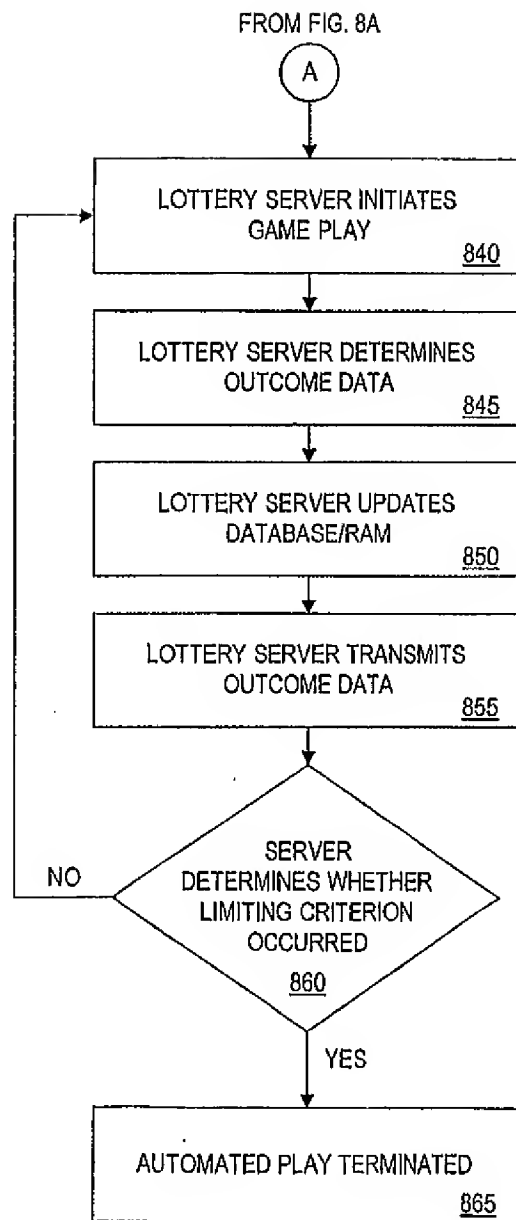 FROM FIG. 8A
A
LOTTERY SERVER INITIATES
GAME PLAY
840
LOTTERY SERVER DETERMINES
OUTCOME DATA
845
LOTTERY SERVER UPDATES
DATABASE/RAM
850
LOTTERY SERVER TRANSMITS
OUTCOME DATA
855
SERVER
DETERMINES WHETHER
LIMITING CRITERION
OCCURRED
860
NO
YES
AUTOMATED PLAY TERMINATED
865